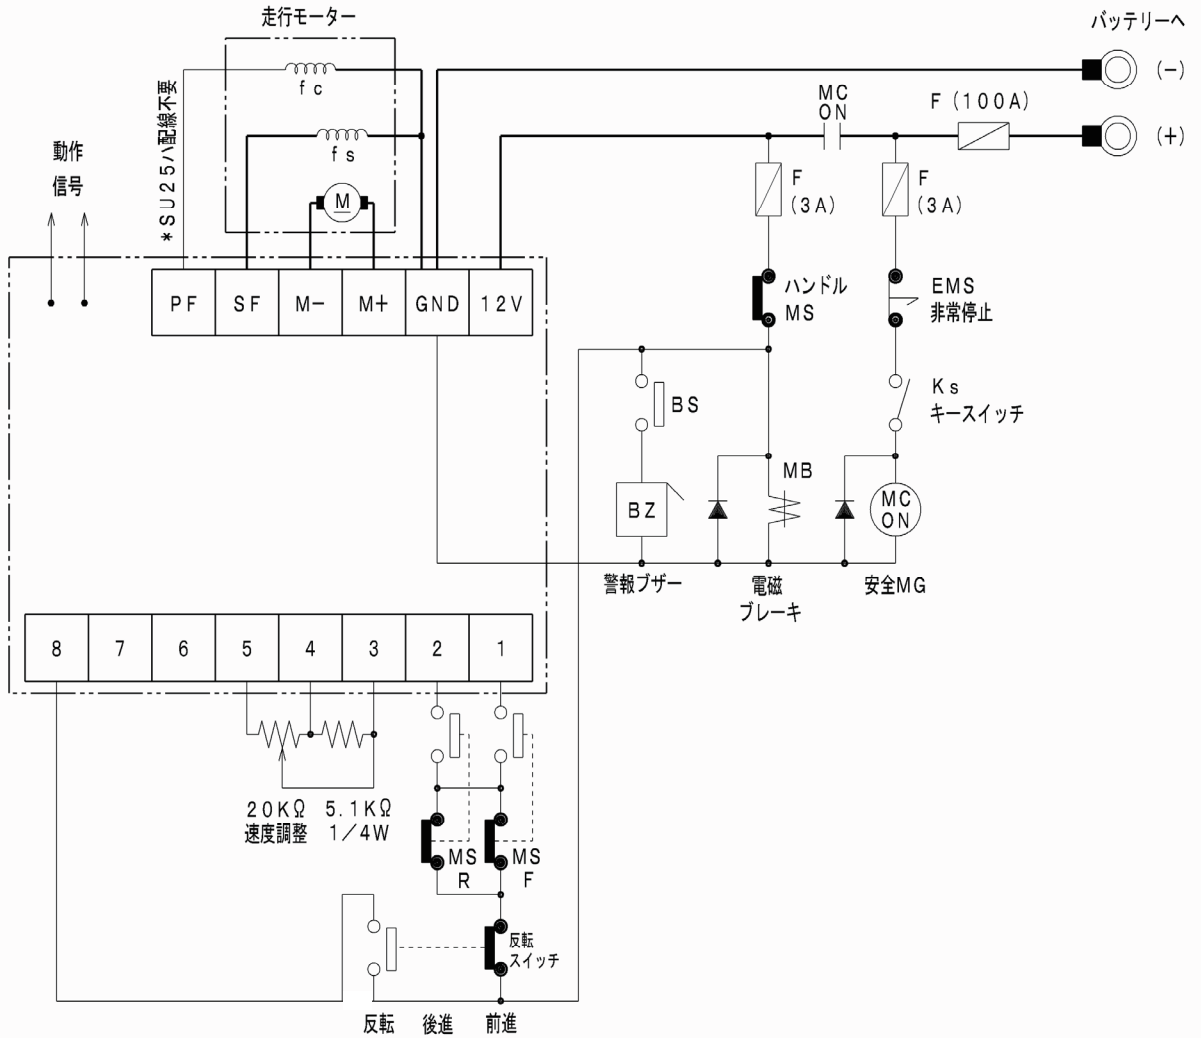 走行モーター
バッテリーへ
fc
(−)
MC
ON
F(100A)
(+)
*SU25ハ配線不要
fs
動作
信号
M
F
(3A)
F
(3A)
PF
SF
M−
M+
GND
12V
ハンドル
MS
EMS
非常停止
Ks
キースイッチ
BS
MB
BZ
MC
ON
警報ブザー
電磁
ブレーキ
安全MG
8
7
6
5
4
3
2
1
20KΩ
速度調整
5.1KΩ
1/4W
MS
R
MS
F
反転
スイッチ
反転
後進
前進